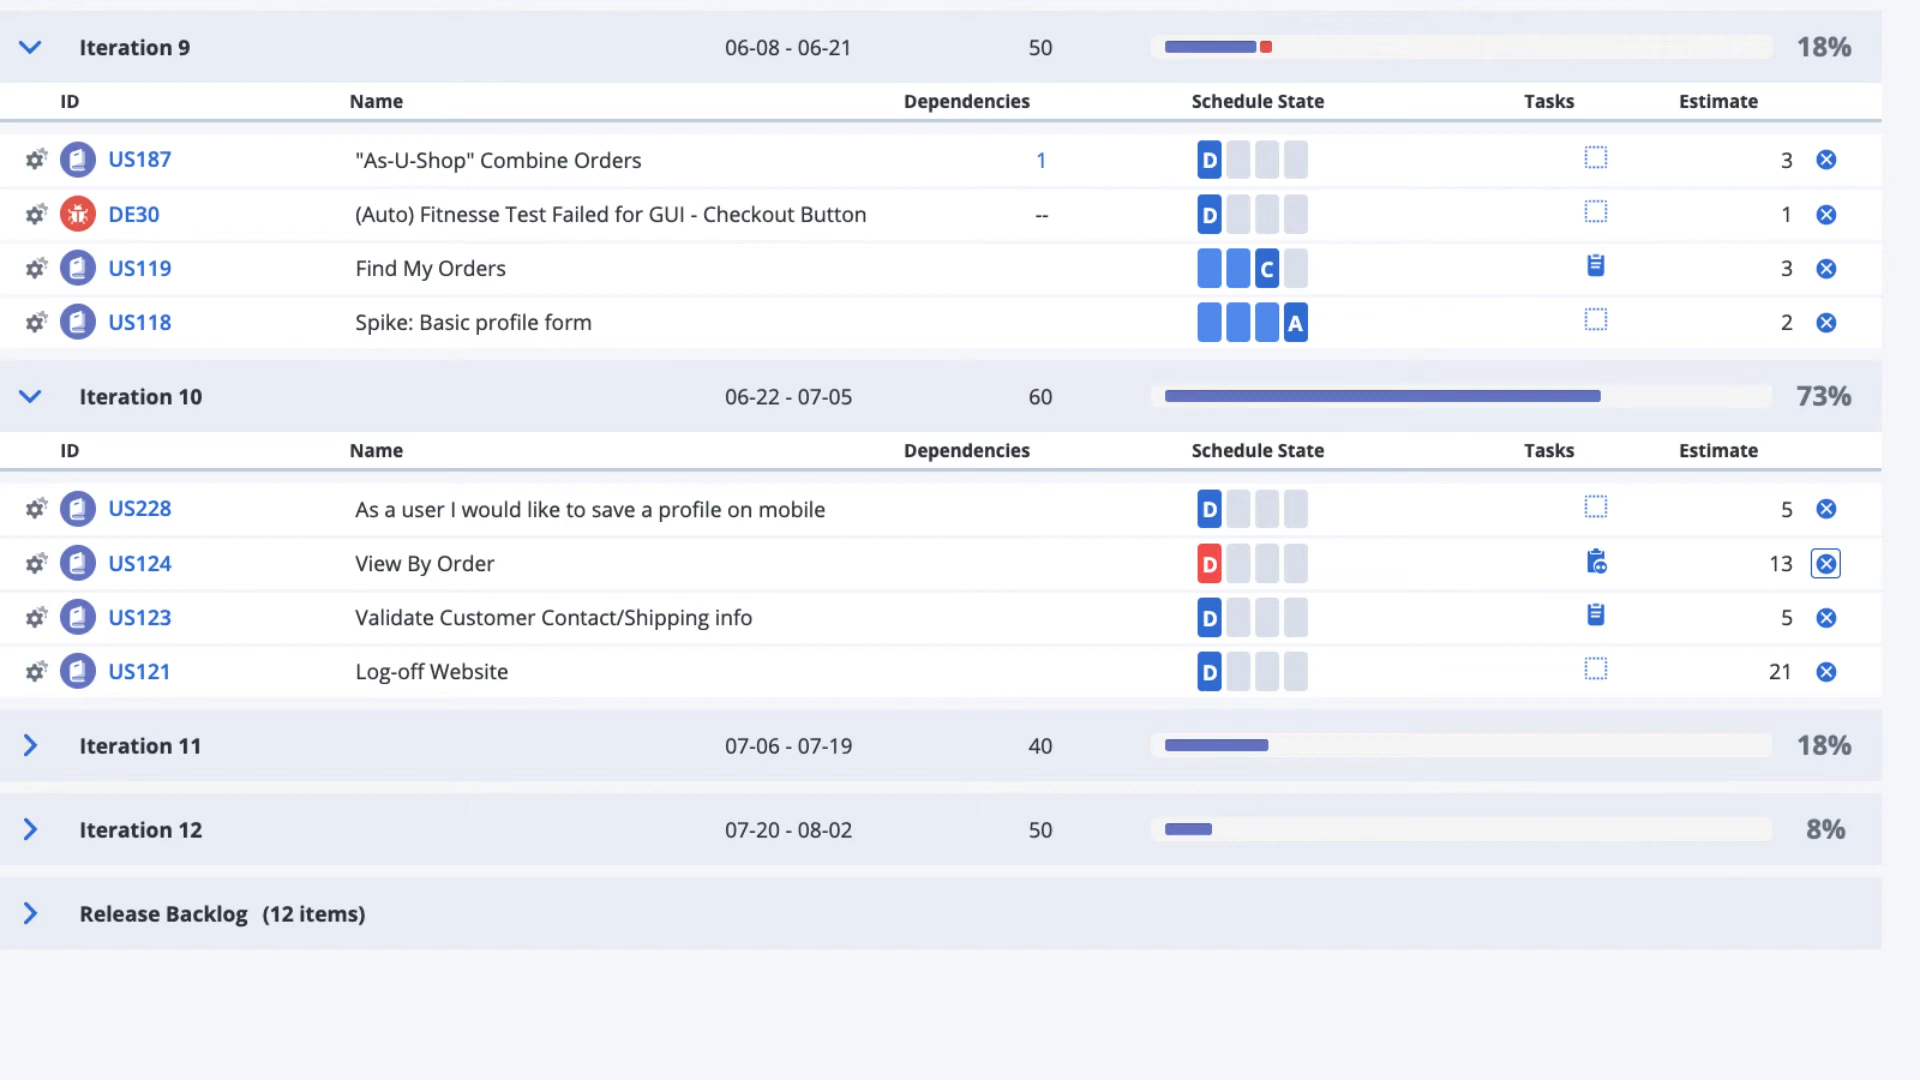 Iteration 9 06-08 - 06-21 50 18%
ID Name Dependencies Schedule State Tasks Estimate
US187 "As-U-Shop" Combine Orders 1 D 3
DE30 (Auto) Fitnesse Test Failed for GUI - Checkout Button -- D 1
US119 Find My Orders C 3
US118 Spike: Basic profile form A 2
Iteration 10 06-22 - 07-05 60 73%
ID Name Dependencies Schedule State Tasks Estimate
US228 As a user I would like to save a profile on mobile D 5
US124 View By Order D 13
US123 Validate Customer Contact/Shipping info D 5
US121 Log-off Website D 21
Iteration 11 07-06 - 07-19 40 18%
Iteration 12 07-20 - 08-02 50 8%
Release Backlog (12 items)